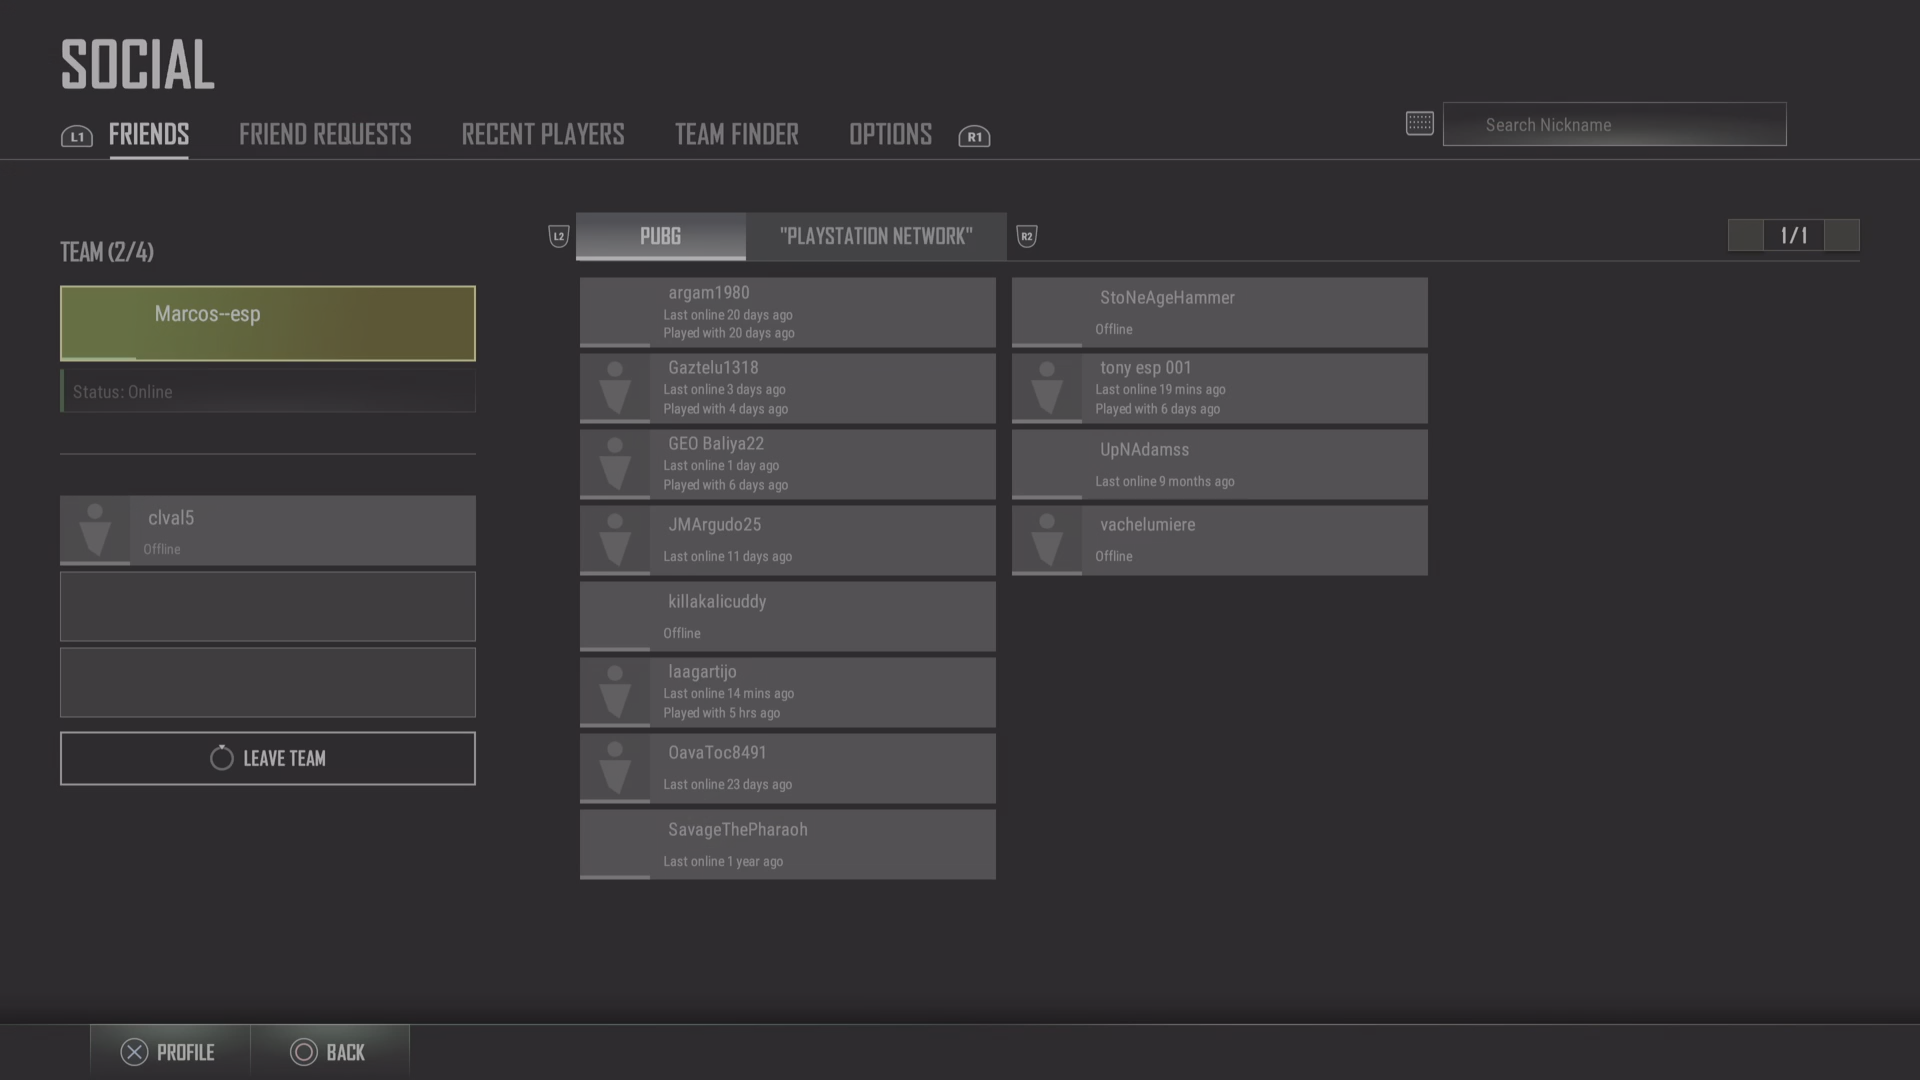 SOCIAL
L1 FRIENDS FRIEND REQUESTS RECENT PLAYERS TEAM FINDER OPTIONS R1
Search Nickname
TEAM (2/4)
Marcos--esp
Status: Online
clval5
Offline
LEAVE TEAM
L2 PUBG "PLAYSTATION NETWORK" R2
1/1
argam1980
Last online 20 days ago
Played with 20 days ago
Gaztelu1318
Last online 3 days ago
Played with 4 days ago
GEO Baliya22
Last online 1 day ago
Played with 6 days ago
JMArgudo25
Last online 11 days ago
killakalicuddy
Offline
laagartijo
Last online 14 mins ago
Played with 5 hrs ago
OavaToc8491
Last online 23 days ago
SavageThePharaoh
Last online 1 year ago
StoNeAgeHammer
Offline
tony esp 001
Last online 19 mins ago
Played with 6 days ago
UpNAdamss
Last online 9 months ago
vachelumiere
Offline
PROFILE BACK